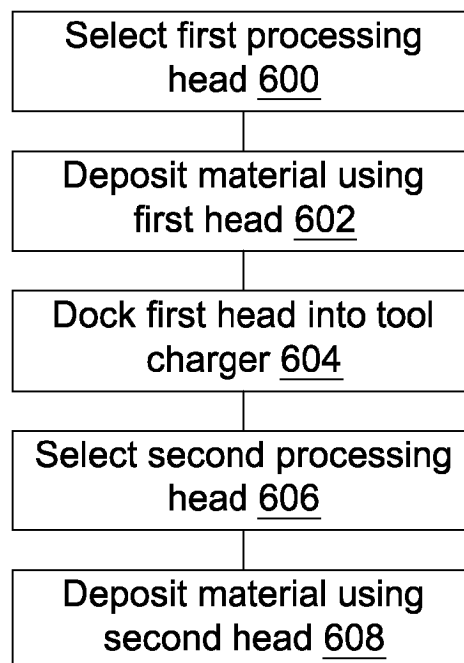 Select first processing
head 600
Deposit material using
first head 602
Dock first head into tool
charger 604
Select second processing
head 606
Deposit material using
second head 608